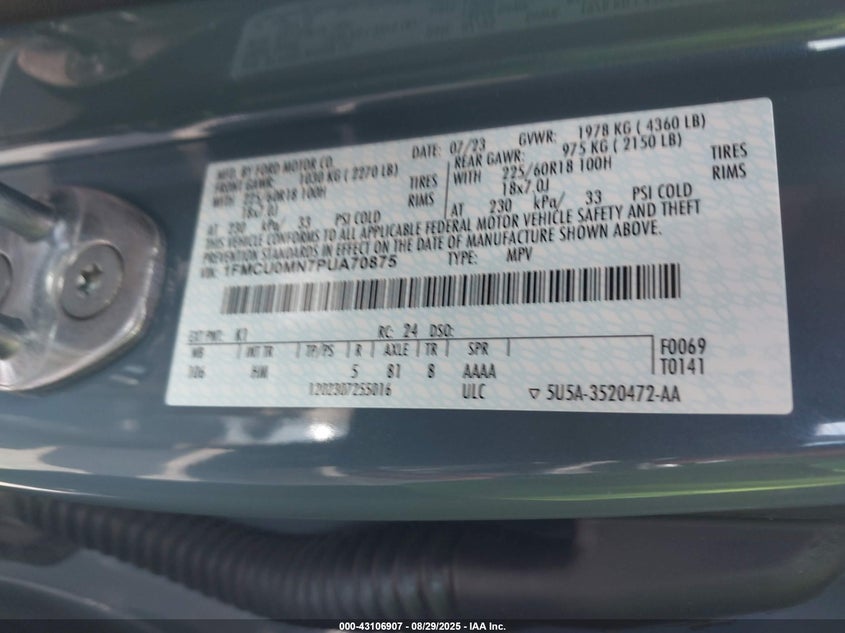 MFD. BY FORD MOTOR CO. DATE: 07/23 GVWR: 1978 KG ( 4360 LB)
FRONT GAWR: 1030 KG ( 2270 LB) REAR GAWR: 975 KG ( 2150 LB)
WITH 225/60R18 100H TIRES WITH 225/60R18 100H TIRES
18x7.0J RIMS 18x7.0J RIMS
AT 230 kPa/ 33 PSI COLD AT 230 kPa/ 33 PSI COLD
THIS VEHICLE CONFORMS TO ALL APPLICABLE FEDERAL MOTOR VEHICLE SAFETY AND THEFT
PREVENTION STANDARDS IN EFFECT ON THE DATE OF MANUFACTURE SHOWN ABOVE.
VIN: 1FMCU0MN7PUA70875 TYPE: MPV
EXT PNT: K1 RC: 24 DSO: F0069
WB INT TR TP/PS R AXLE TR SPR T0141
106 HW 5 81 8 AAAA
1202307255016 ULC ▽ 5U5A-3520472-AA
000-43106907 - 08/29/2025 - IAA Inc.